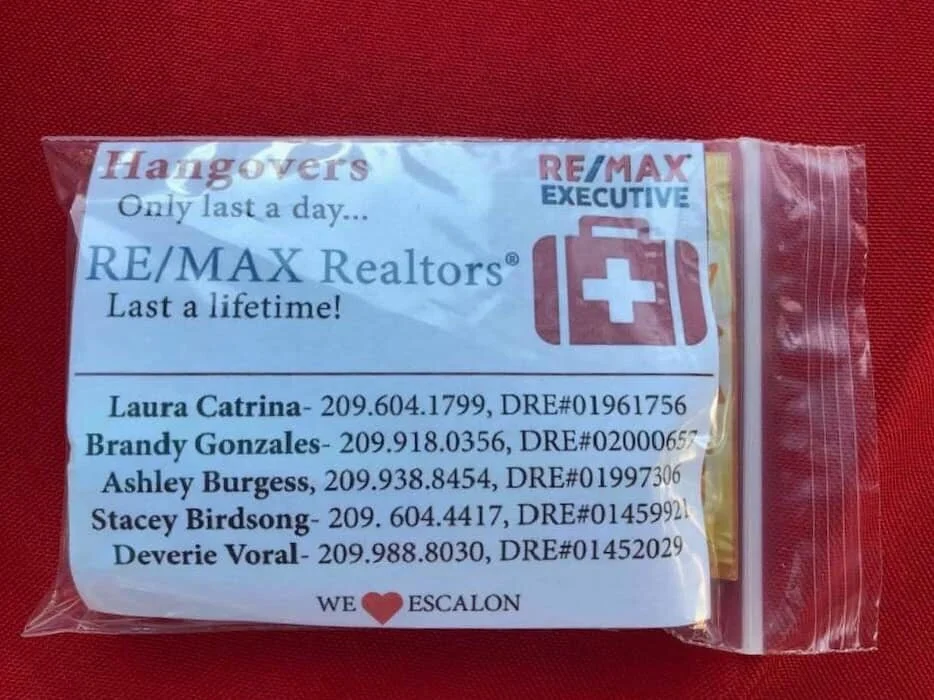 Hangovers
Only last a day...
RE/MAX Realtors®
Last a lifetime!
RE/MAX
EXECUTIVE
Laura Catrina- 209.604.1799, DRE#01961756
Brandy Gonzales- 209.918.0356, DRE#02000657
Ashley Burgess, 209.938.8454, DRE#01997306
Stacey Birdsong- 209. 604.4417, DRE#01459921
Deverie Voral- 209.988.8030, DRE#01452029
WE ❤ ESCALON